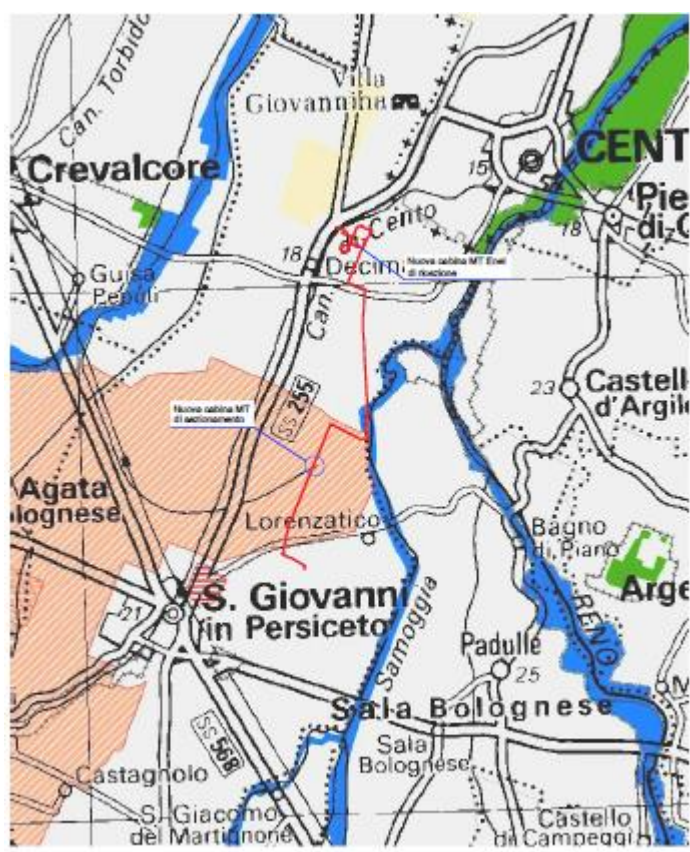 Can. Torbido
Villa
Giovannina
Crevalcore
CENT
15
'Pie
di C
18
Cento
18
Decima
Nuova cabina MT Enel
di ricezione
Guisa
Pepoli
Can.
SS 255
23
Castell
d'Argile
Nuova cabina MT
di sezionamento
Agata
olognese
Lorenzatico
Bagno
di Piano
Arge
S. Giovanni
in Persiceto
21
Samoggia
RENO
Padulle
25
Sala Bolognese
M
SS 568
Sala
Bolognese
Castagnolo
S. Giacomo
del Martignone
Castello
di Campeggi